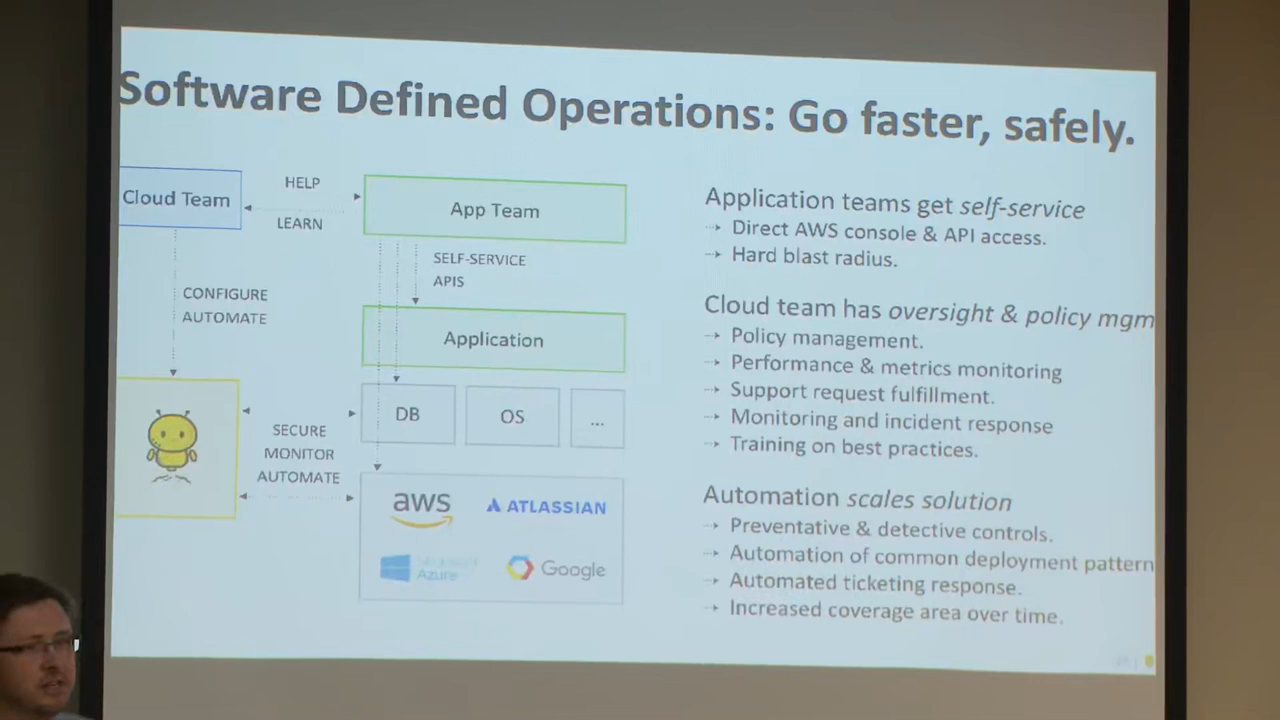 Software Defined Operations: Go faster, safely.
Cloud Team
HELP
LEARN
App Team
SELF-SERVICE
APIS
CONFIGURE
AUTOMATE
Application
DB
OS
...
SECURE
MONITOR
AUTOMATE
aws
ATLASSIAN
Microsoft
Azure
Google
Application teams get self-service
Direct AWS console & API access.
Hard blast radius.
Cloud team has oversight & policy mgm
Policy management.
Performance & metrics monitoring
Support request fulfillment.
Monitoring and incident response
Training on best practices.
Automation scales solution
Preventative & detective controls.
Automation of common deployment pattern
Automated ticketing response.
Increased coverage area over time.